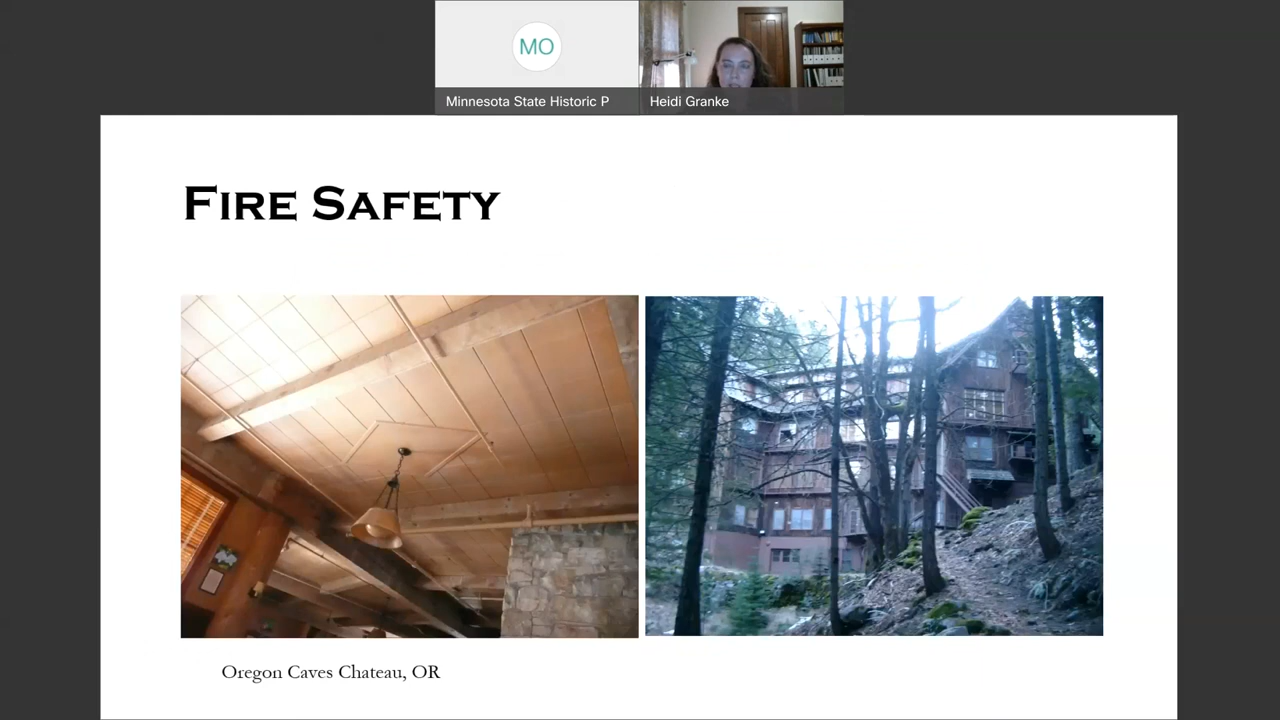 MO
Minnesota State Historic P
Heidi Granke
Fire Safety
Oregon Caves Chateau, OR